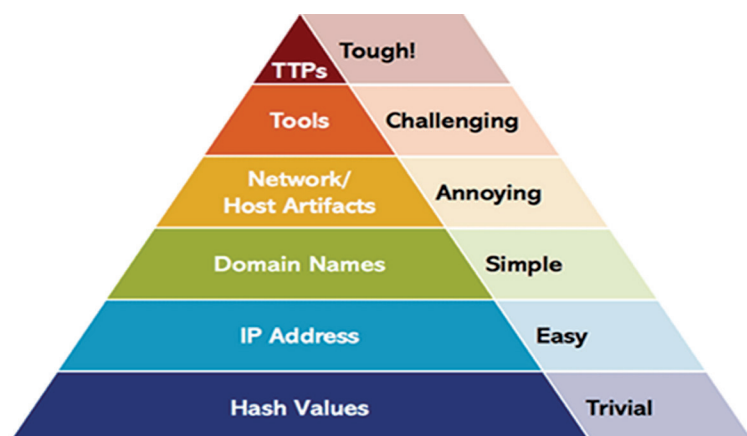 TTPs
Tough!
Tools
Challenging
Network/
Host Artifacts
Annoying
Domain Names
Simple
IP Address
Easy
Hash Values
Trivial